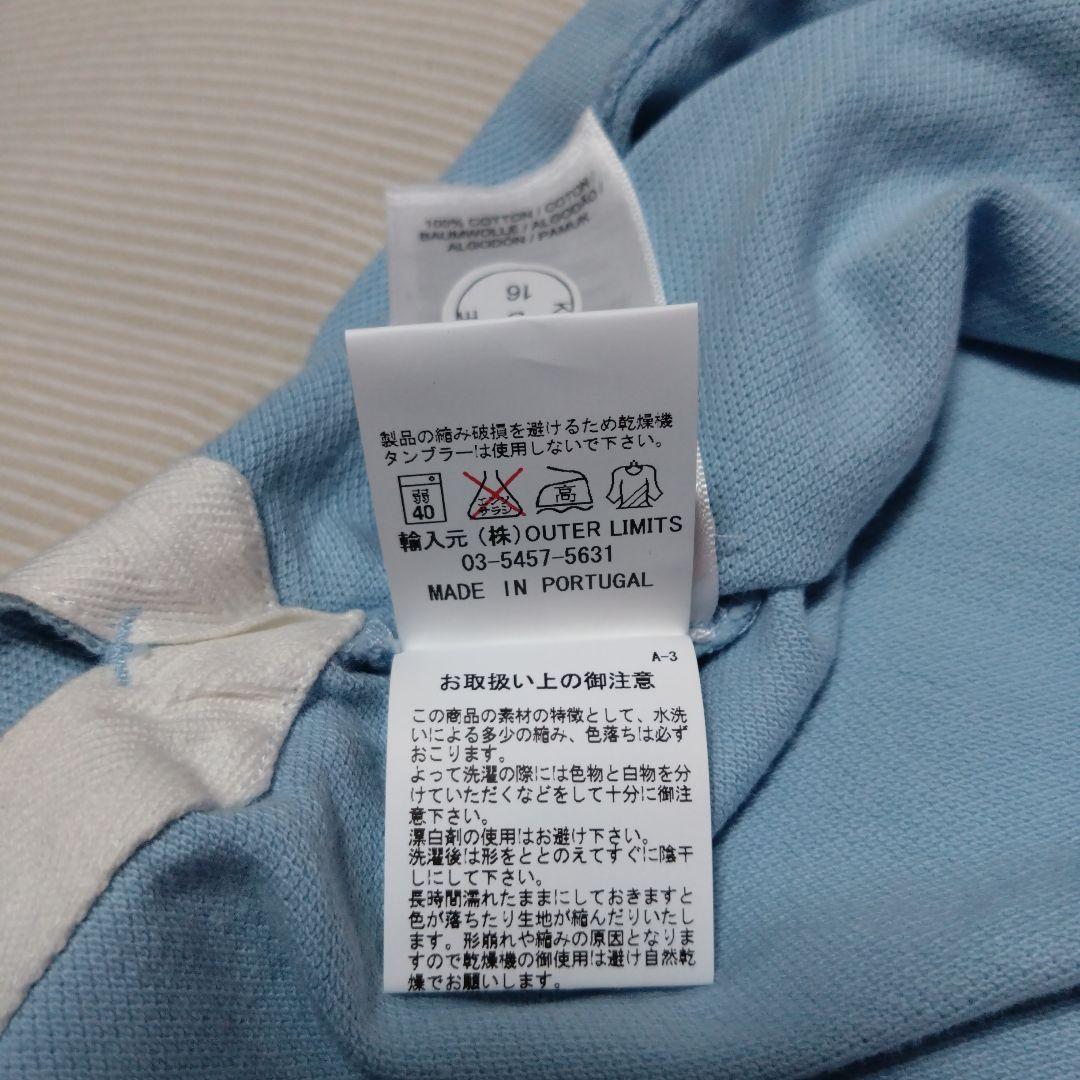 100% COTTON / COTON /
BAUMWOLLE / ALGODÃO /
ALGODÓN / PAMUK
16
K
製品の縮み破損を避けるため乾燥機
タンブラーは使用しないで下さい。
弱
40
エンソ
サラシ
高
輸入元 (株)OUTER LIMITS
03-5457-5631
MADE IN PORTUGAL
A-3
お取扱い上の御注意
この商品の素材の特徴として、水洗
いによる多少の縮み、色落ちは必ず
おこります。
よって洗濯の際には色物と白物を分
けていただくなどをして十分に御注
意下さい。
漂白剤の使用はお避け下さい。
洗濯後は形をととのえてすぐに陰干
しにして下さい。
長時間濡れたままにしておきますと
色が落ちたり生地が縮んだりいたし
ます。形崩れや縮みの原因となりま
すので乾燥機の御使用は避け自然乾
燥でお願いします。